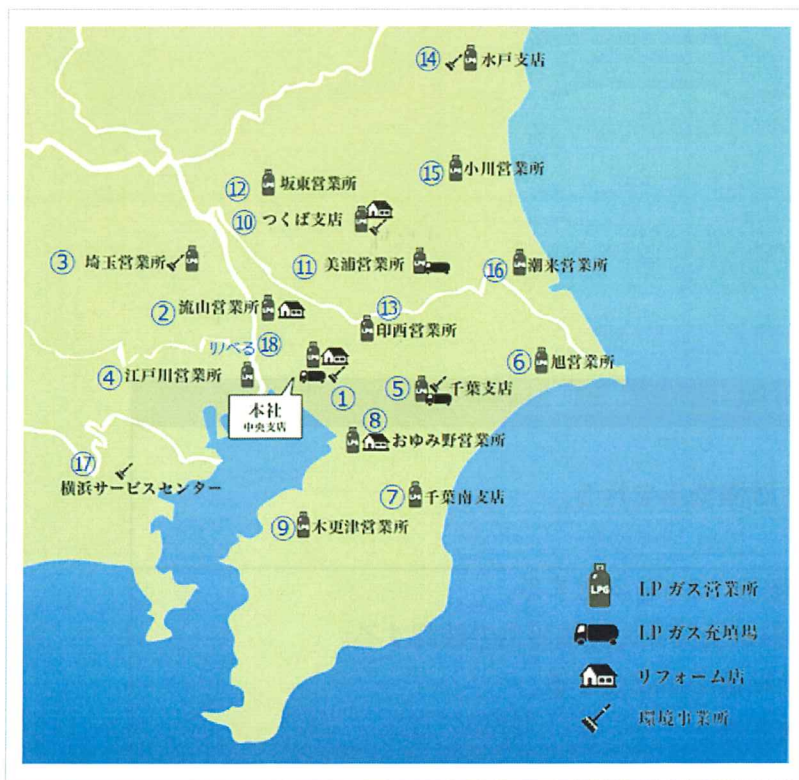 ⑭ 水戸支店
⑮ 小川営業所
⑫ 坂東営業所
⑩ つくば支店
③ 埼玉営業所
⑪ 美浦営業所
⑯ 潮来営業所
② 流山営業所
⑬ 印西営業所
リノベる ⑱
④ 江戸川営業所
⑥ 旭営業所
⑤ 千葉支店
①
本社
中央支店
⑧
おゆみ野営業所
⑰
横浜サービスセンター
⑦ 千葉南支店
⑨ 木更津営業所
LPG LPガス営業所
LPガス充填場
リフォーム店
環境事業所